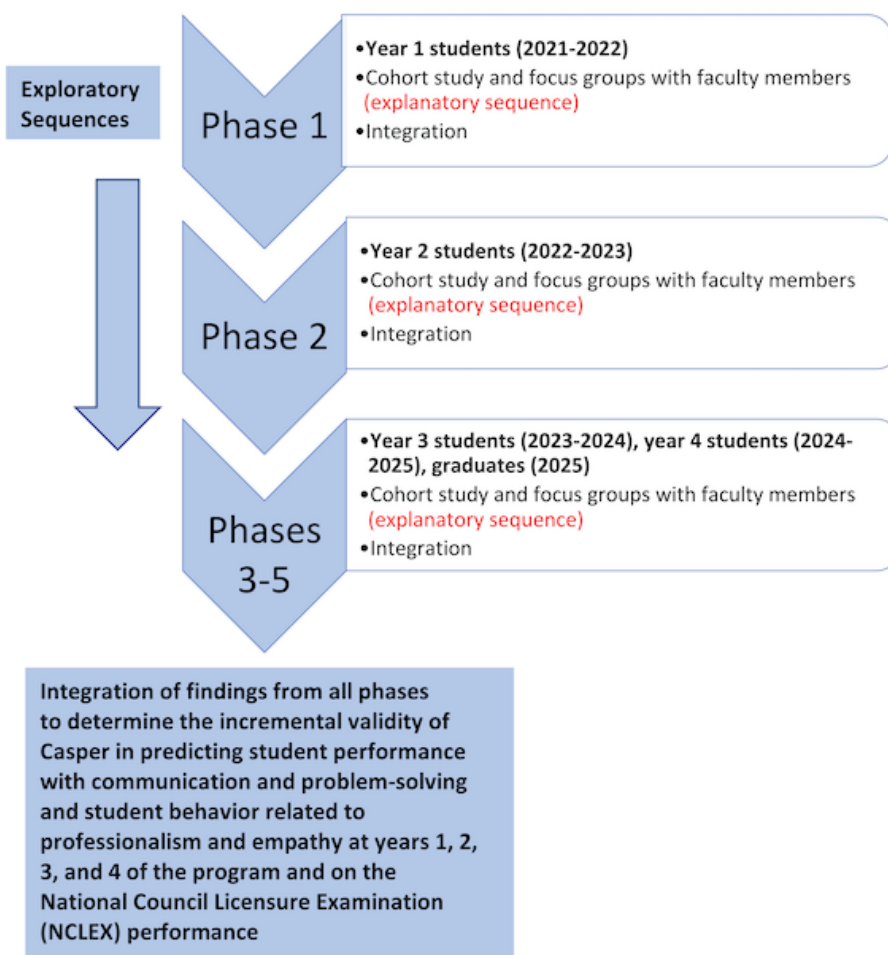 Exploratory
Sequences
Phase 1
•Year 1 students (2021-2022)
•Cohort study and focus groups with faculty members
(explanatory sequence)
•Integration
Phase 2
•Year 2 students (2022-2023)
•Cohort study and focus groups with faculty members
(explanatory sequence)
•Integration
Phases
3-5
•Year 3 students (2023-2024), year 4 students (2024-
2025), graduates (2025)
•Cohort study and focus groups with faculty members
(explanatory sequence)
•Integration
Integration of findings from all phases
to determine the incremental validity of
Casper in predicting student performance
with communication and problem-solving
and student behavior related to
professionalism and empathy at years 1, 2,
3, and 4 of the program and on the
National Council Licensure Examination
(NCLEX) performance